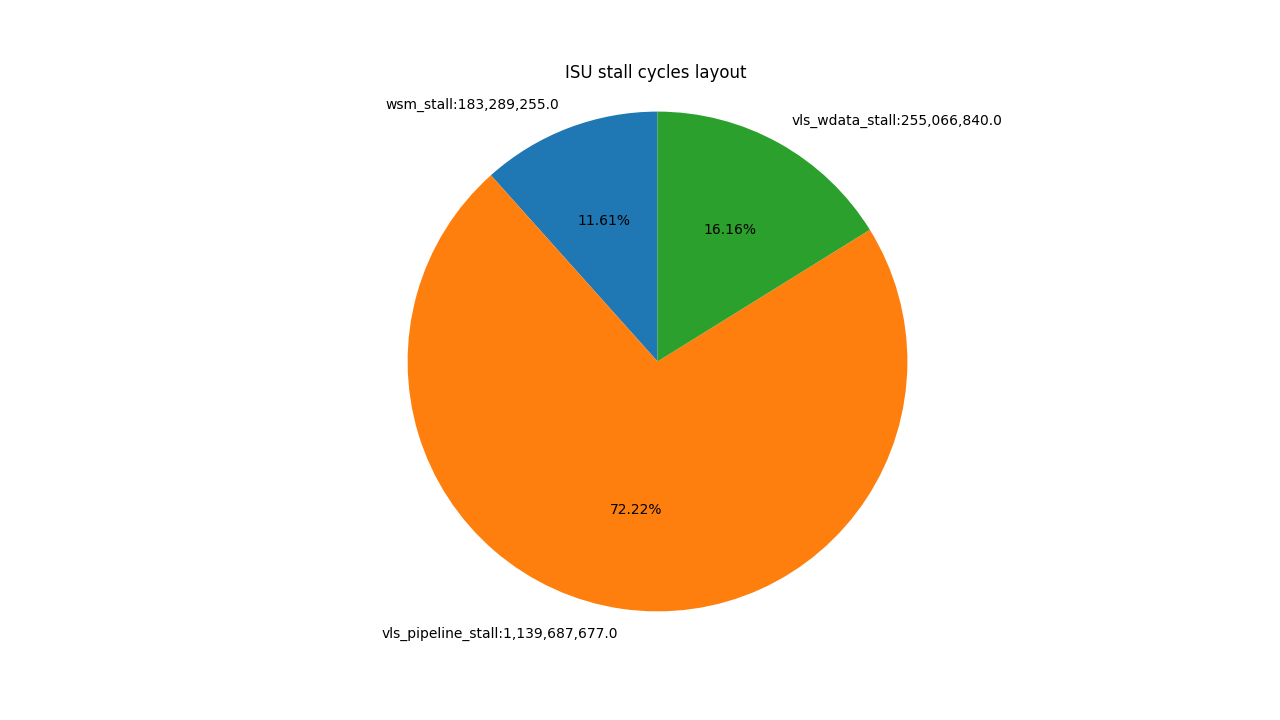 ISU stall cycles layout
wsm_stall:183,289,255.0
vls_wdata_stall:255,066,840.0
11.61%
16.16%
72.22%
vls_pipeline_stall:1,139,687,677.0